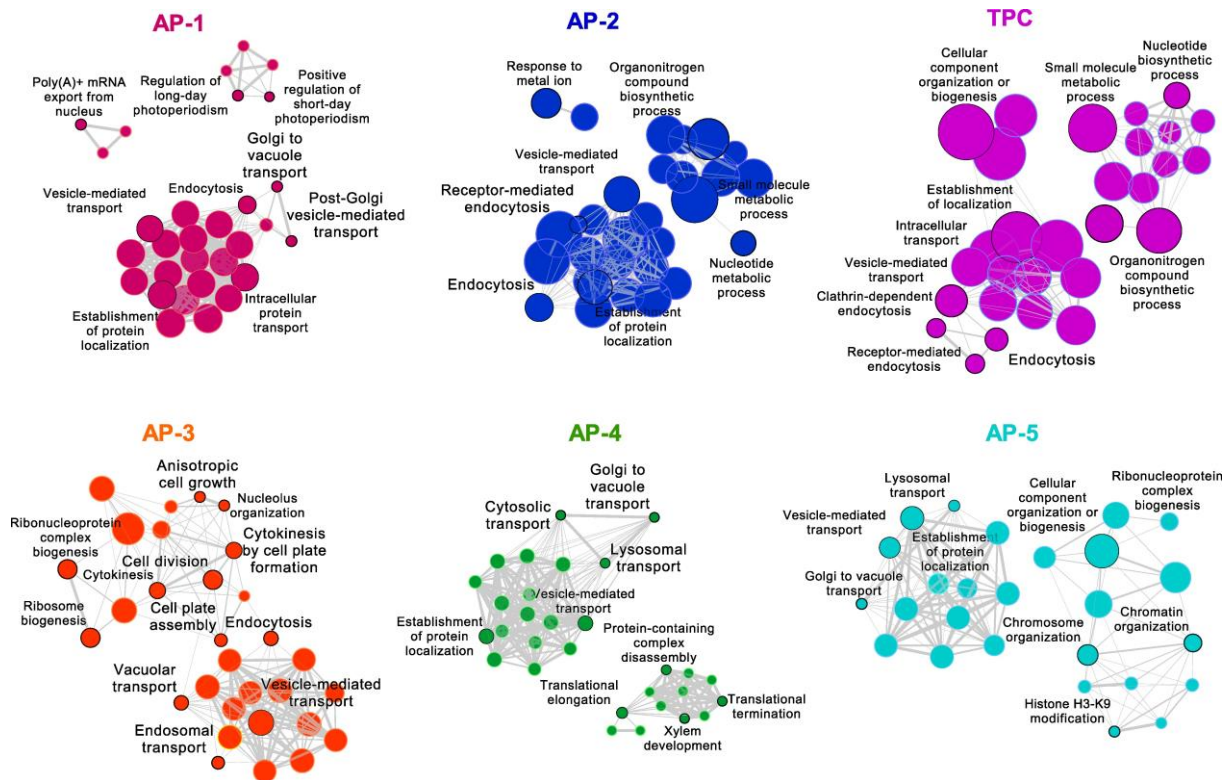 AP-1
Poly(A)+ mRNA
export from
nucleus
Regulation of
long-day
photoperiodism
Positive
regulation of
short-day
photoperiodism
Golgi to
vacuole
transport
Vesicle-mediated
transport
Endocytosis
Post-Golgi
vesicle-mediated
transport
Establishment
of protein
localization
Intracellular
protein
transport
AP-2
Response to
metal ion
Organonitrogen
compound
biosynthetic
process
Vesicle-mediated
transport
Receptor-mediated
endocytosis
Small molecule
metabolic
process
Endocytosis
Nucleotide
metabolic
process
Establishment
of protein
localization
TPC
Cellular
component
organization or
biogenesis
Small molecule
metabolic
process
Nucleotide
biosynthetic
process
Establishment
of localization
Intracellular
transport
Vesicle-mediated
transport
Clathrin-dependent
endocytosis
Receptor-mediated
endocytosis
Endocytosis
Organonitrogen
compound
biosynthetic
process
AP-3
Anisotropic
cell growth
Nucleolus
organization
Ribonucleoprotein
complex
biogenesis
Cytokinesis
by cell plate
formation
Cell division
Cytokinesis
Ribosome
biogenesis
Cell plate
assembly
Endocytosis
Vacuolar
transport
Vesicle-mediated
transport
Endosomal
transport
AP-4
Golgi to
vacuole
transport
Cytosolic
transport
Lysosomal
transport
Vesicle-mediated
transport
Establishment
of protein
localization
Protein-containing
complex
disassembly
Translational
elongation
Translational
termination
Xylem
development
AP-5
Lysosomal
transport
Vesicle-mediated
transport
Establishment
of protein
localization
Golgi to vacuole
transport
Cellular
component
organization or
biogenesis
Ribonucleoprotein
complex
biogenesis
Chromosome
organization
Chromatin
organization
Histone H3-K9
modification